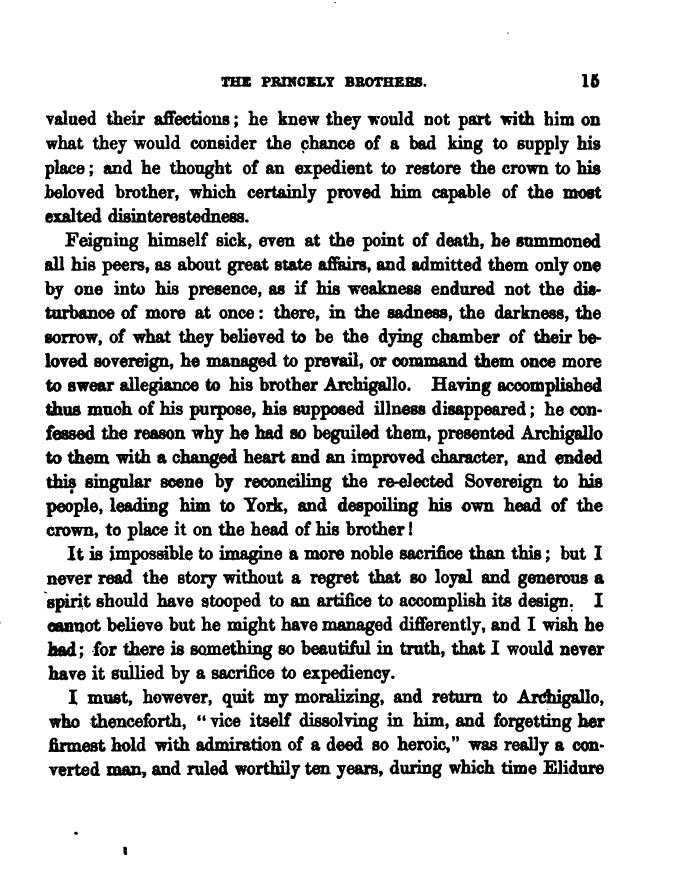 THE PRINCELY BROTHERS. 15
valued their affections; he knew they would not part with him on
what they would consider the chance of a bad king to supply his
place; and he thought of an expedient to restore the crown to his
beloved brother, which certainly proved him capable of the most
exalted disinterestedness.
Feigning himself sick, even at the point of death, he summoned
all his peers, as about great state affairs, and admitted them only one
by one into his presence, as if his weakness endured not the dis-
turbance of more at once: there, in the sadness, the darkness, the
sorrow, of what they believed to be the dying chamber of their be-
loved sovereign, he managed to prevail, or command them once more
to swear allegiance to his brother Archigallo. Having accomplished
thus much of his purpose, his supposed illness disappeared; he con-
fessed the reason why he had so beguiled them, presented Archigallo
to them with a changed heart and an improved character, and ended
this singular scene by reconciling the re-elected Sovereign to his
people, leading him to York, and despoiling his own head of the
crown, to place it on the head of his brother!
It is impossible to imagine a more noble sacrifice than this; but I
never read the story without a regret that so loyal and generous a
spirit should have stooped to an artifice to accomplish its design. I
cannot believe but he might have managed differently, and I wish he
had; for there is something so beautiful in truth, that I would never
have it sullied by a sacrifice to expediency.
I must, however, quit my moralizing, and return to Archigallo,
who thenceforth, "vice itself dissolving in him, and forgetting her
firmest hold with admiration of a deed so heroic," was really a con-
verted man, and ruled worthily ten years, during which time Elidure